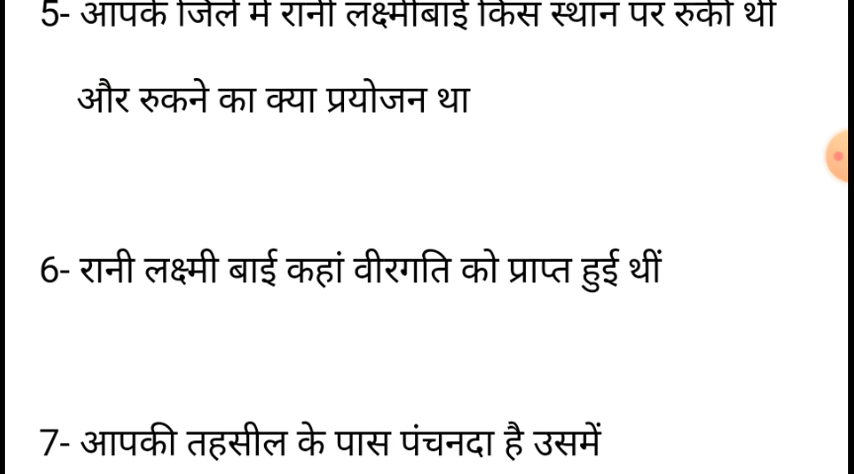 5- आपके जिले में रानी लक्ष्मीबाई किस स्थान पर रुकी थी
और रुकने का क्या प्रयोजन था
6- रानी लक्ष्मी बाई कहां वीरगति को प्राप्त हुई थीं
7- आपकी तहसील के पास पंचनदा है उसमें